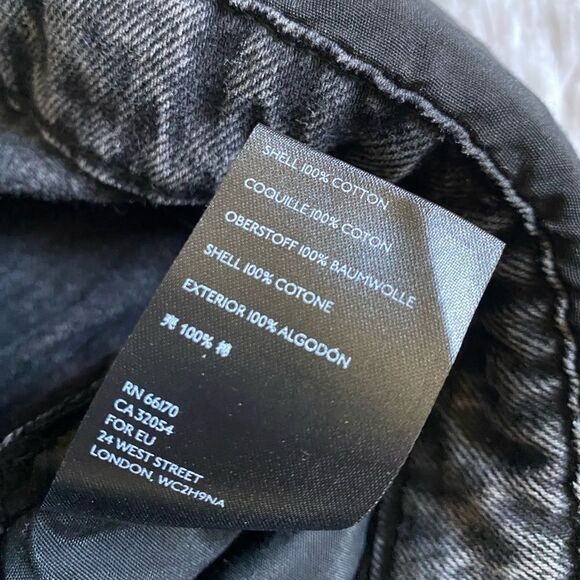 SHELL 100% COTTON
COQUILLE 100% COTON
OBERSTOFF 100% BAUMWOLLE
SHELL 100% COTONE
EXTERIOR 100% ALGODÓN
壳 100% 棉
RN 66170
CA 32054
FOR EU
24 WEST STREET
LONDON, WC2H9NA